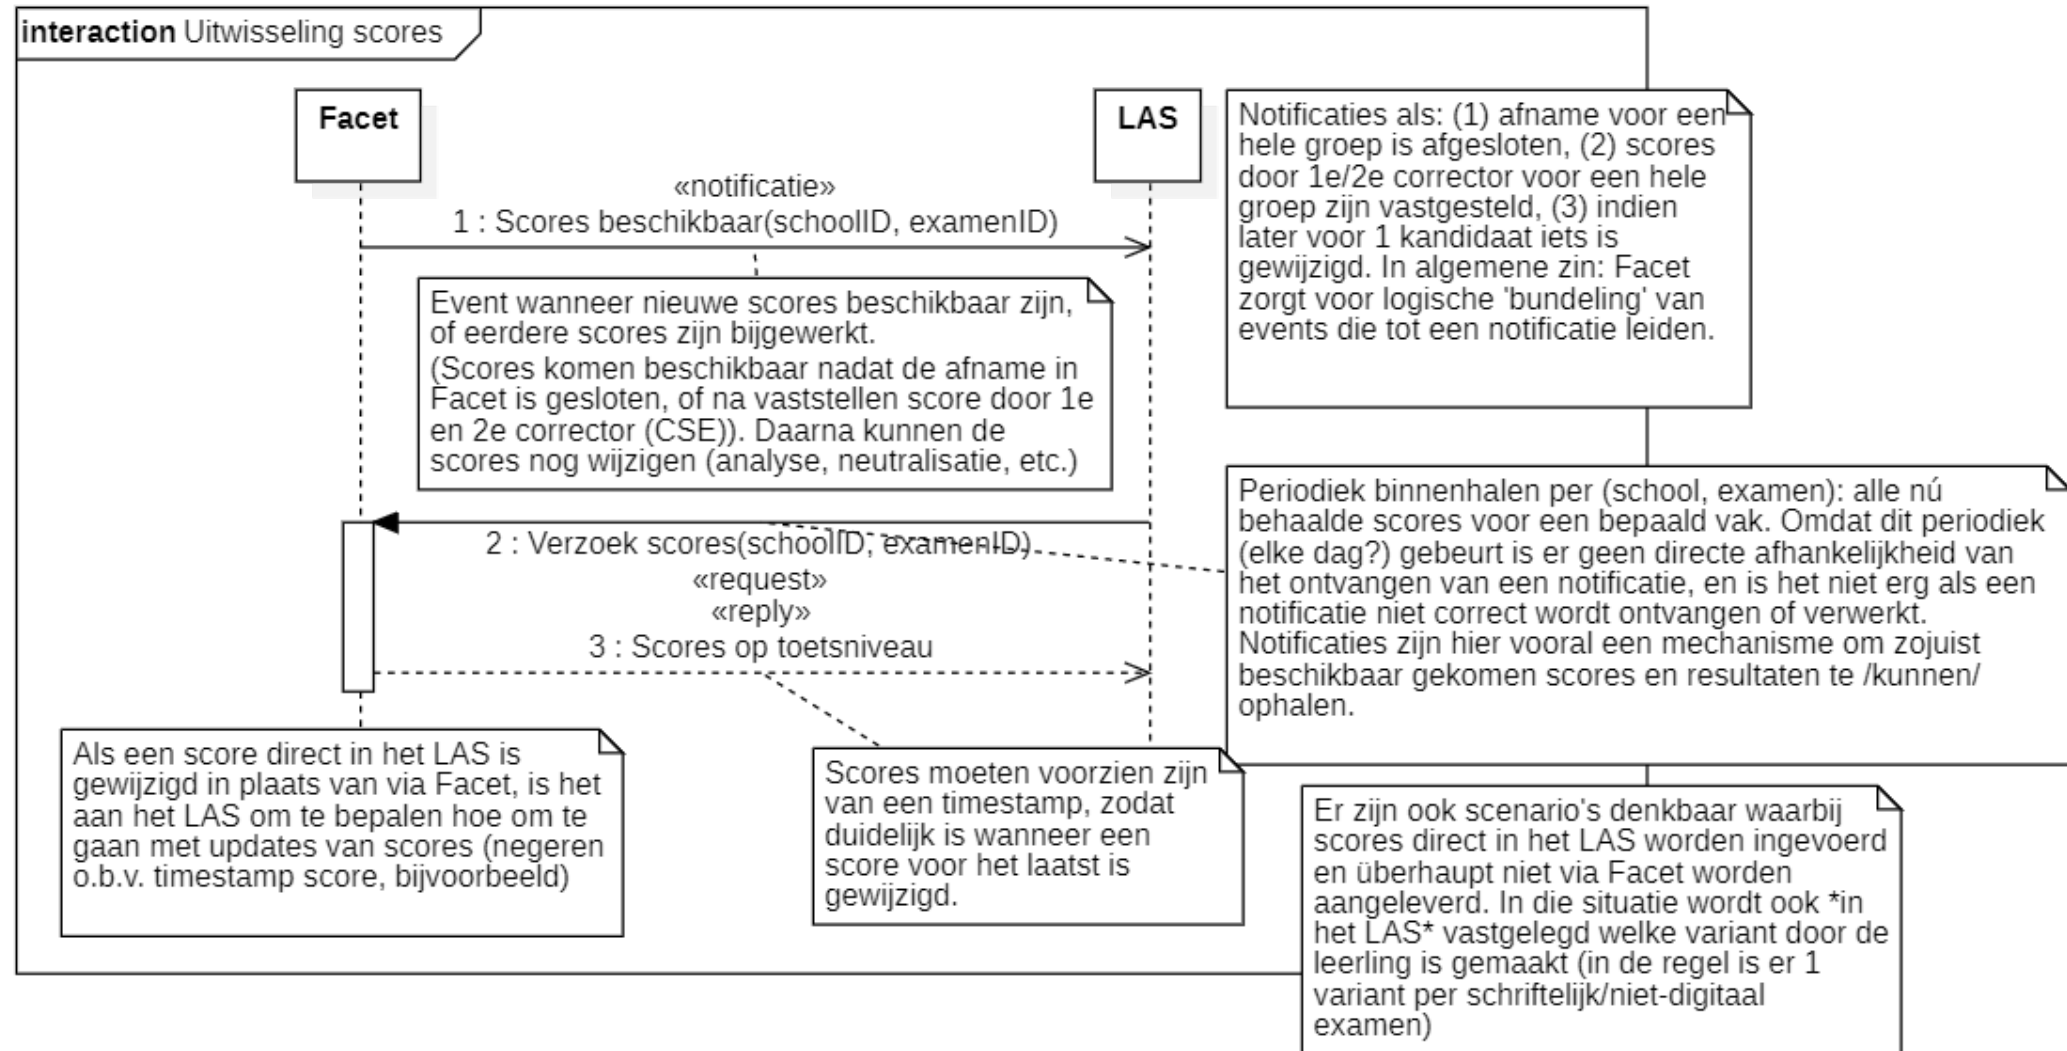 interaction Uitwisseling scores
Facet
LAS
«notificatie»
1 : Scores beschikbaar(schoolID, examenID)
Notificaties als: (1) afname voor een
hele groep is afgesloten, (2) scores
door 1e/2e corrector voor een hele
groep zijn vastgesteld, (3) indien
later voor 1 kandidaat iets is
gewijzigd. In algemene zin: Facet
zorgt voor logische 'bundeling' van
events die tot een notificatie leiden.
Event wanneer nieuwe scores beschikbaar zijn,
of eerdere scores zijn bijgewerkt.
(Scores komen beschikbaar nadat de afname in
Facet is gesloten, of na vaststellen score door 1e
en 2e corrector (CSE)). Daarna kunnen de
scores nog wijzigen (analyse, neutralisatie, etc.)
2 : Verzoek scores(schoolID, examenID)
«request»
«reply»
3 : Scores op toetsniveau
Periodiek binnenhalen per (school, examen): alle nú
behaalde scores voor een bepaald vak. Omdat dit periodiek
(elke dag?) gebeurt is er geen directe afhankelijkheid van
het ontvangen van een notificatie, en is het niet erg als een
notificatie niet correct wordt ontvangen of verwerkt.
Notificaties zijn hier vooral een mechanisme om zojuist
beschikbaar gekomen scores en resultaten te /kunnen/
ophalen.
Als een score direct in het LAS is
gewijzigd in plaats van via Facet, is het
aan het LAS om te bepalen hoe om te
gaan met updates van scores (negeren
o.b.v. timestamp score, bijvoorbeeld)
Scores moeten voorzien zijn
van een timestamp, zodat
duidelijk is wanneer een
score voor het laatst is
gewijzigd.
Er zijn ook scenario's denkbaar waarbij
scores direct in het LAS worden ingevoerd
en überhaupt niet via Facet worden
aangeleverd. In die situatie wordt ook *in
het LAS* vastgelegd welke variant door de
leerling is gemaakt (in de regel is er 1
variant per schriftelijk/niet-digitaal
examen)